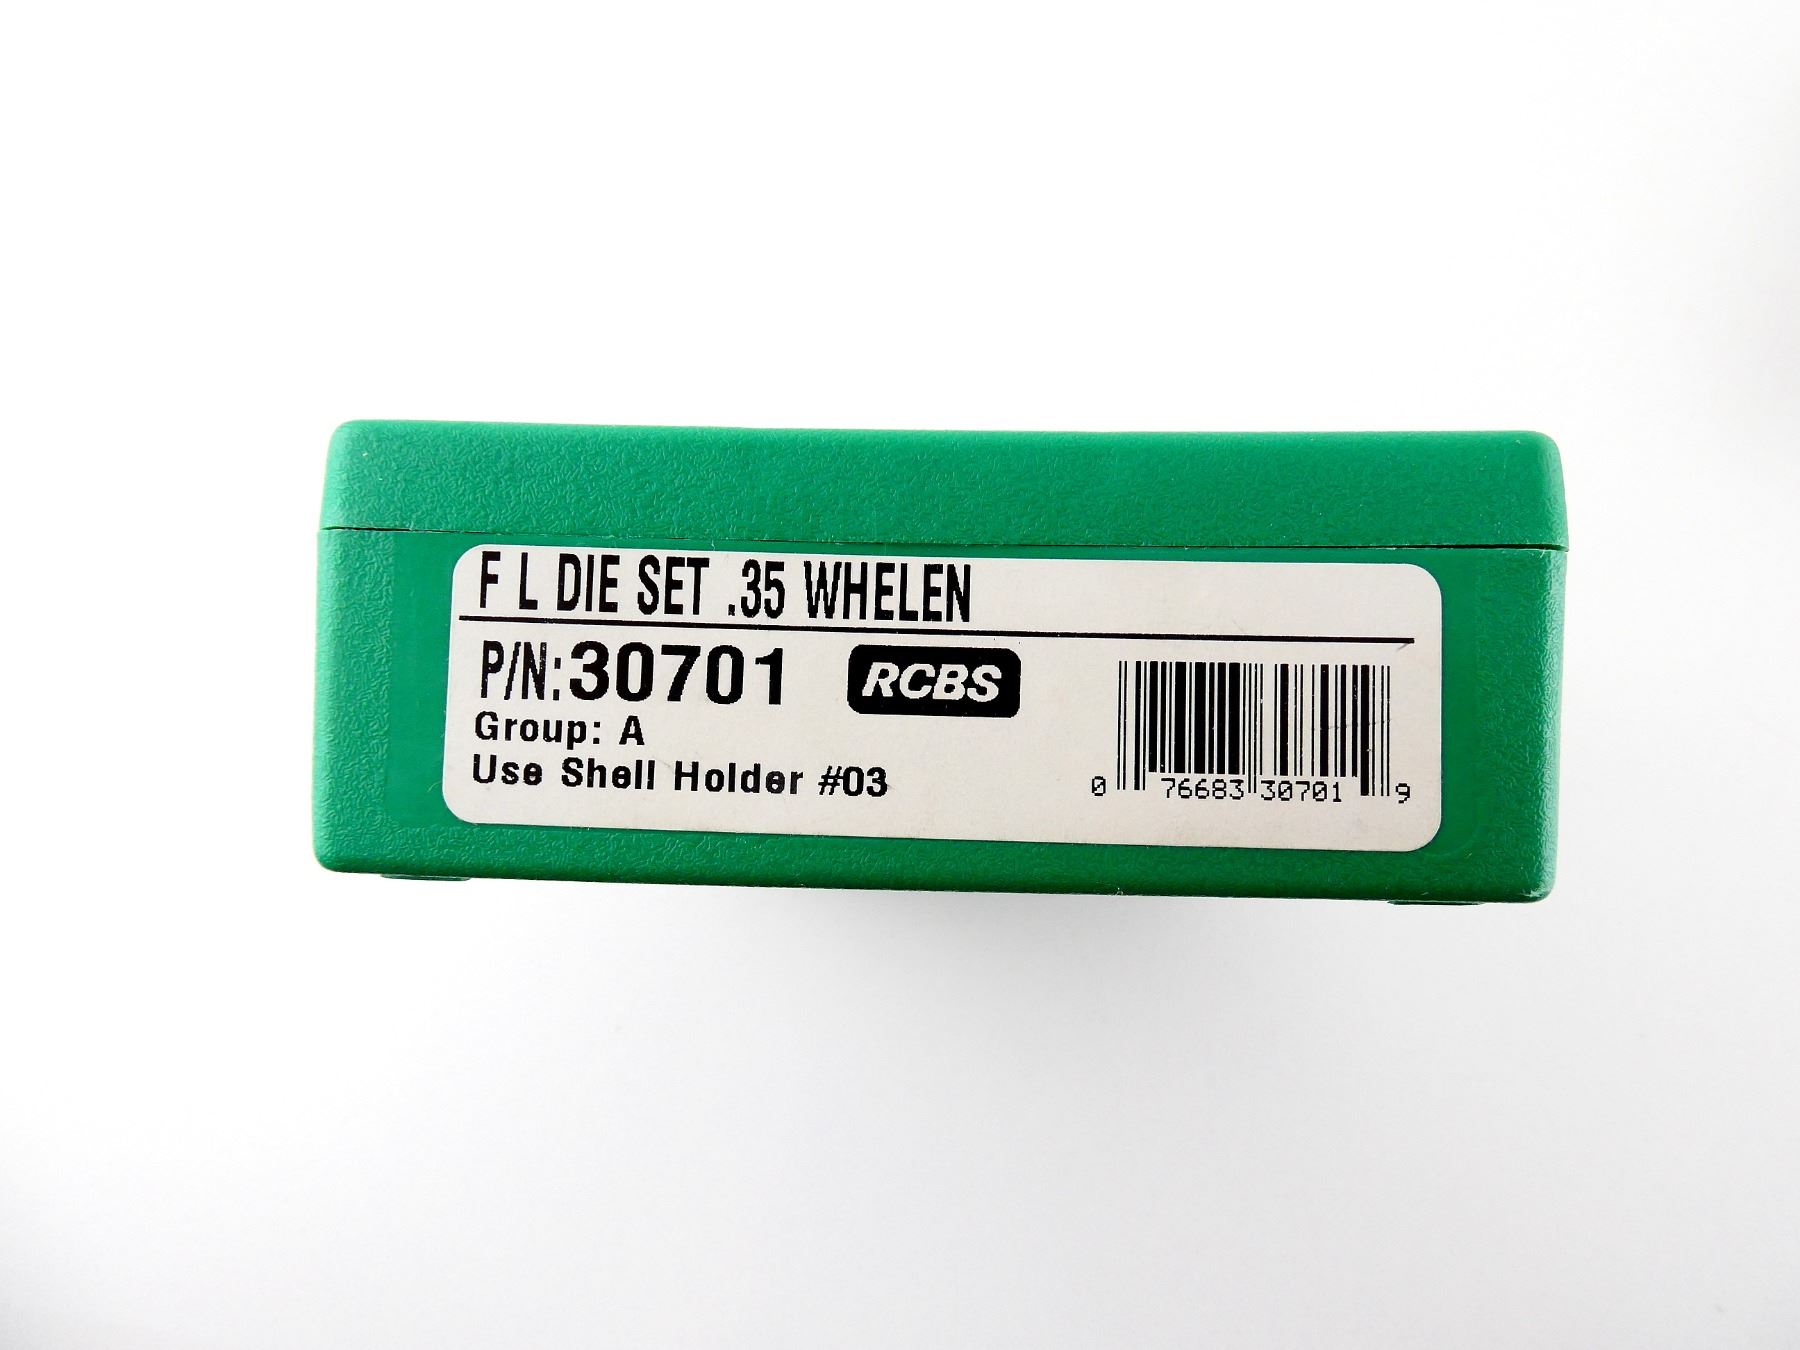 F L DIE SET .35 WHELEN
P/N:30701 RCBS
Group: A
Use Shell Holder #03
0 76683 30701 9